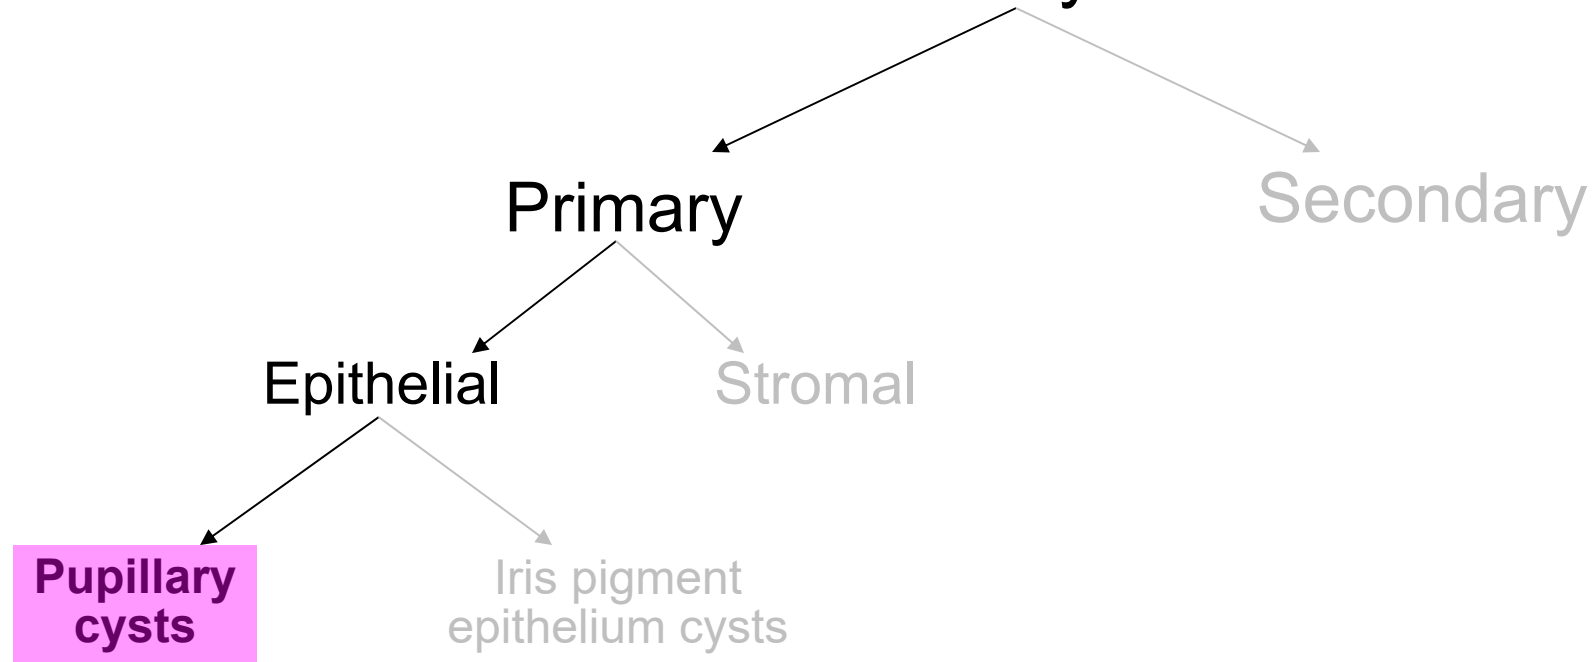 Primary
Secondary
Epithelial
Stromal
Pupillary
cysts
Iris pigment
epithelium cysts